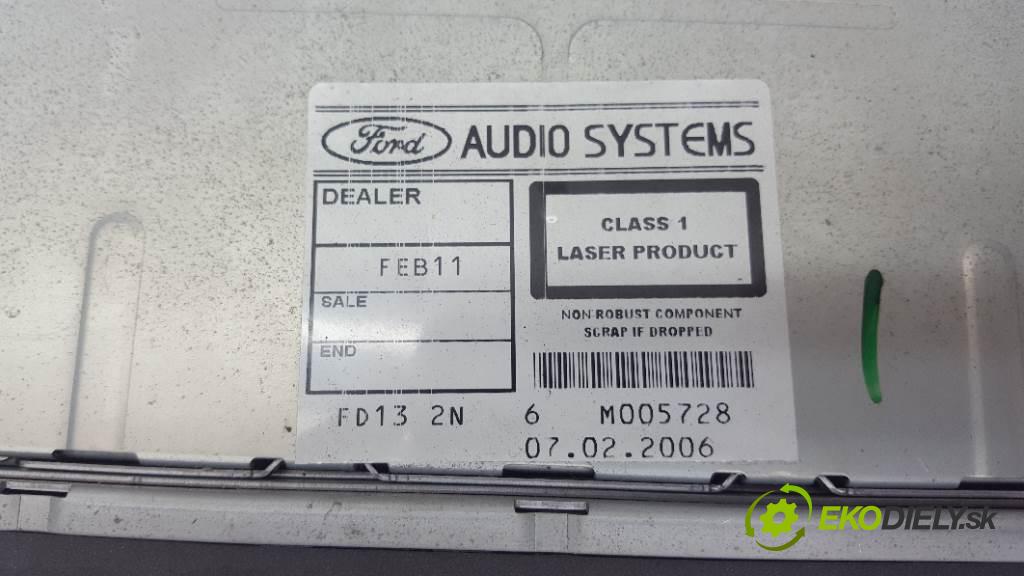 Ford AUDIO SYSTEMS
DEALER
FEB11
SALE
END
CLASS 1
LASER PRODUCT
NON ROBUST COMPONENT
SCRAP IF DROPPED
FD13 2N 6 M005728
07.02.2006
EKODIELY.SK